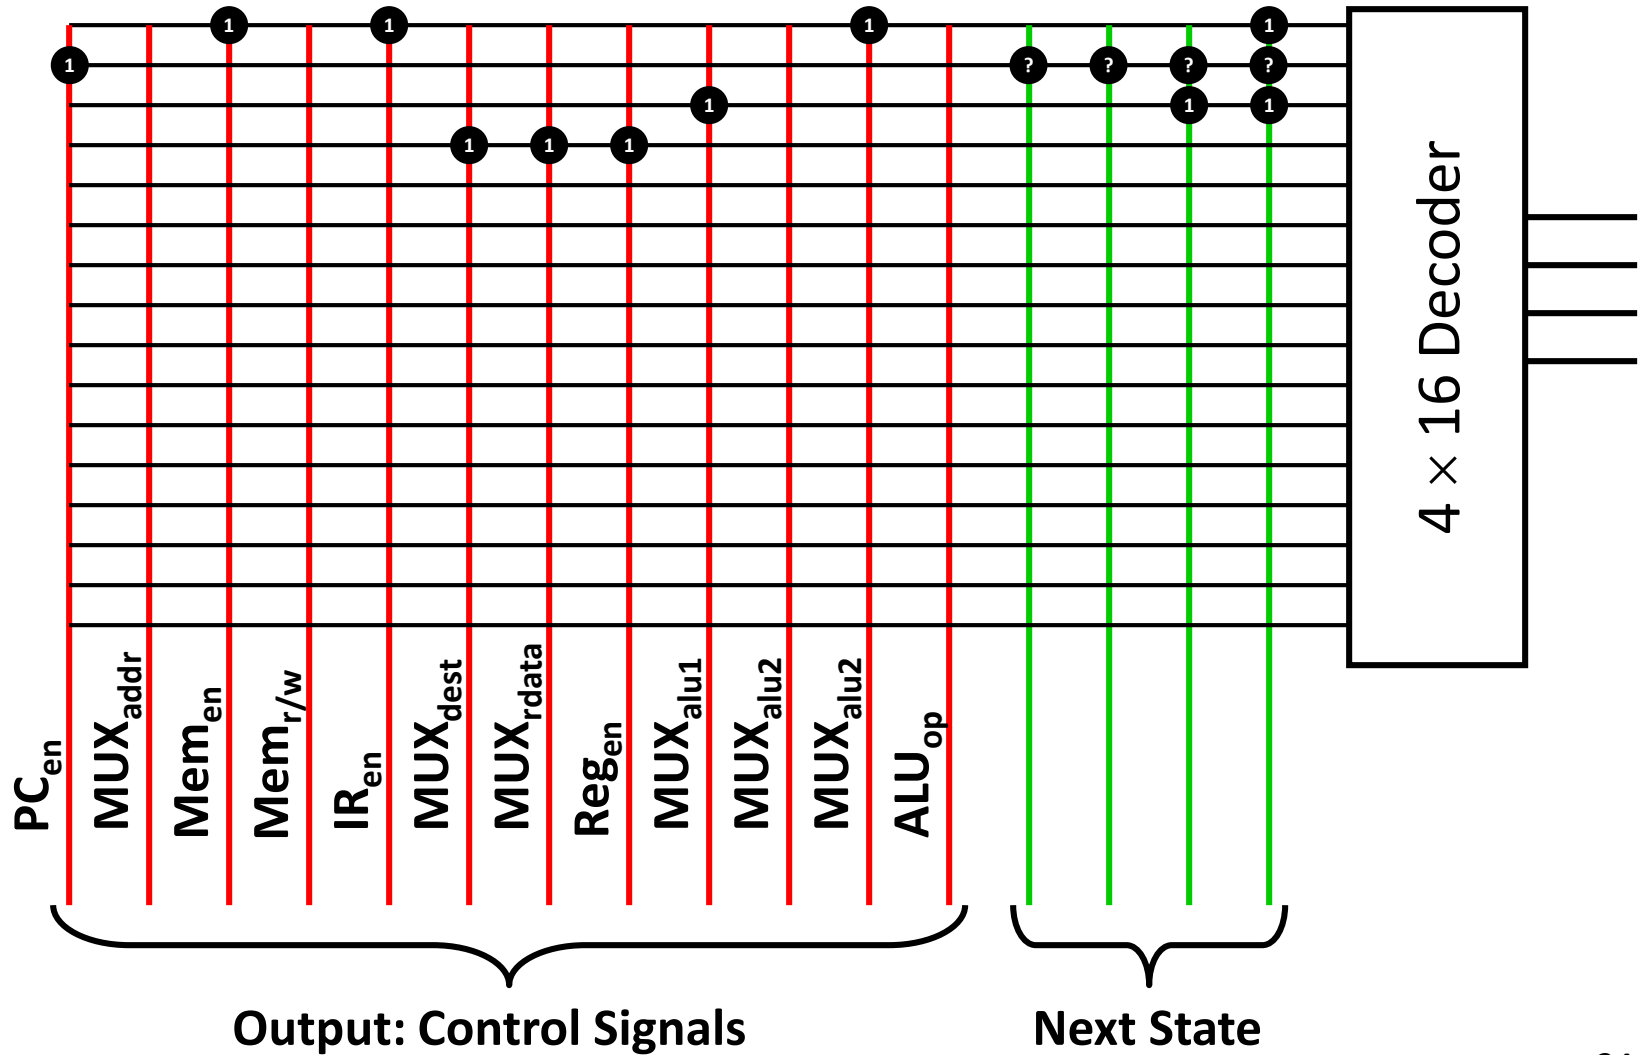 1 1 1 1
1 ? ? ? ?
1 1 1
1 1 1
4 × 16 Decoder
PCen
MUXaddr
Memen
Memr/w
IRen
MUXdest
MUXrdata
Regen
MUXalu1
MUXalu2
MUXalu2
ALUop
Output: Control Signals
Next State